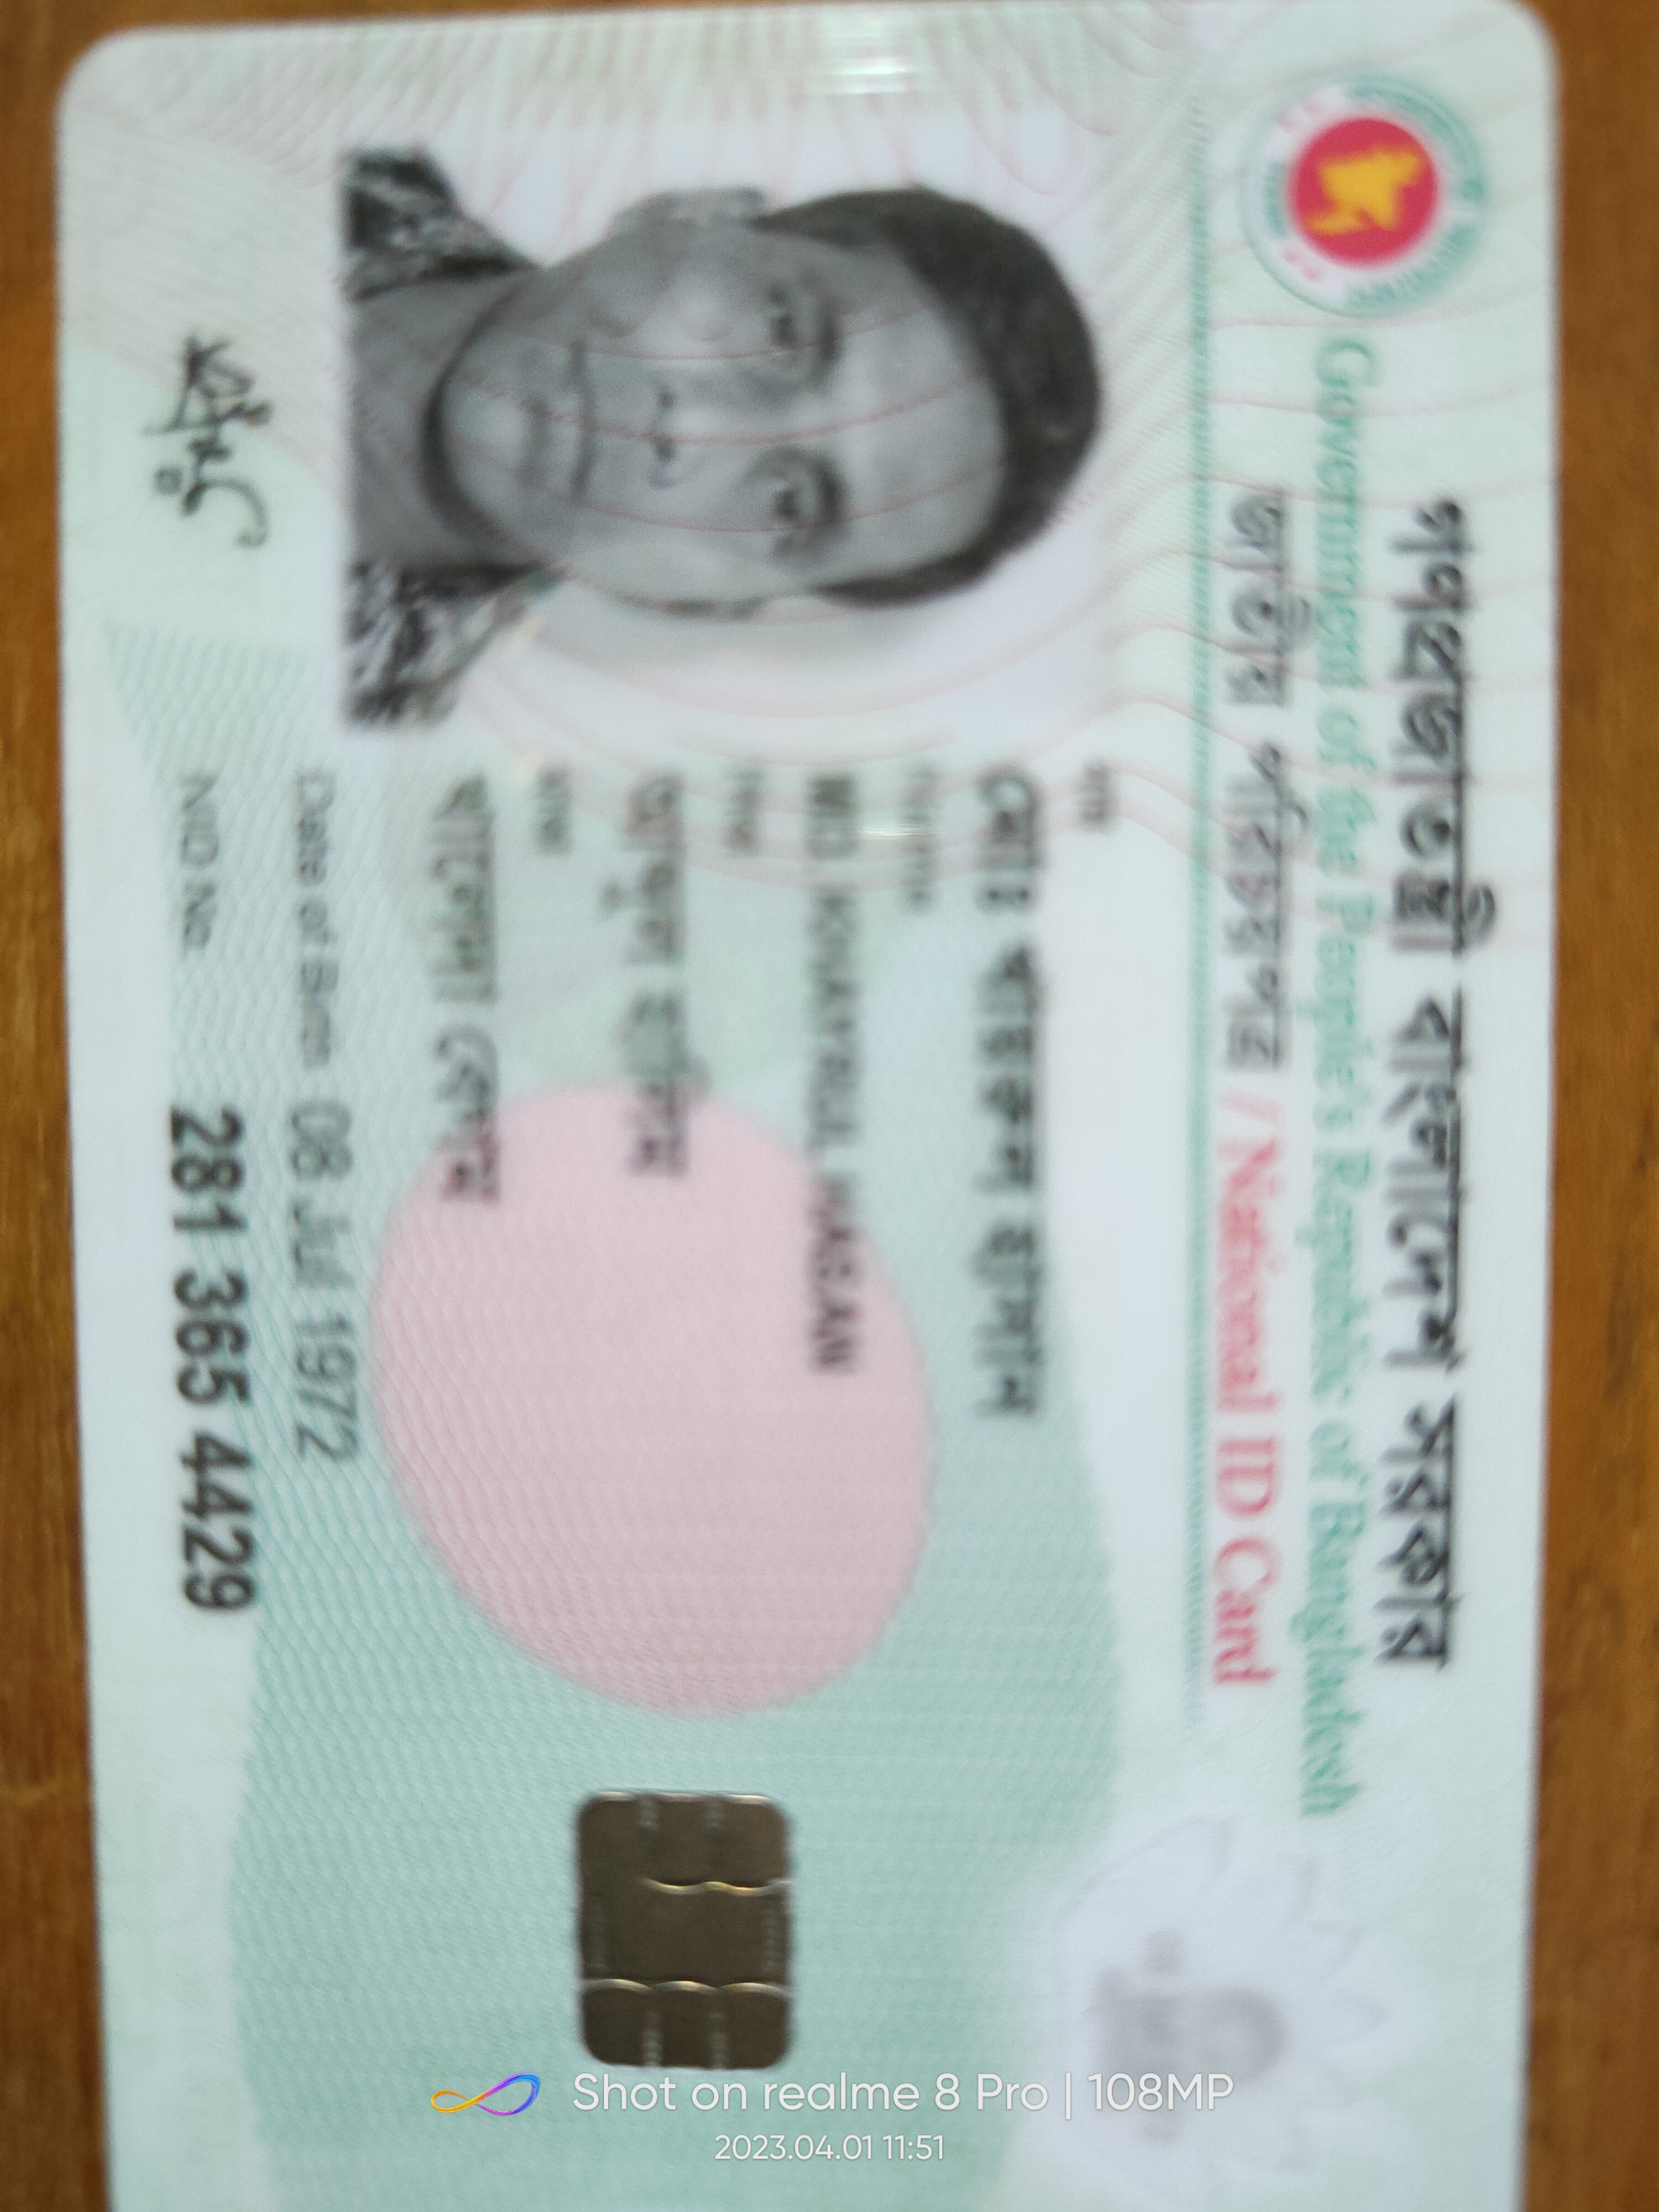 গণপ্রজাতন্ত্রী বাংলাদেশ সরকার
Government of the People's Republic of Bangladesh
জাতীয় পরিচয়পত্র / National ID Card
নাম
মোঃ খায়রুল হাসান
Name
MD. KHAYRUL HASAN
পিতা
আব্দুল হালিম
মাতা
খালেদা বেগম
Date of Birth 08 Jul 1972
NID No. 281 365 4429
Shot on realme 8 Pro | 108MP
2023.04.01 11:51